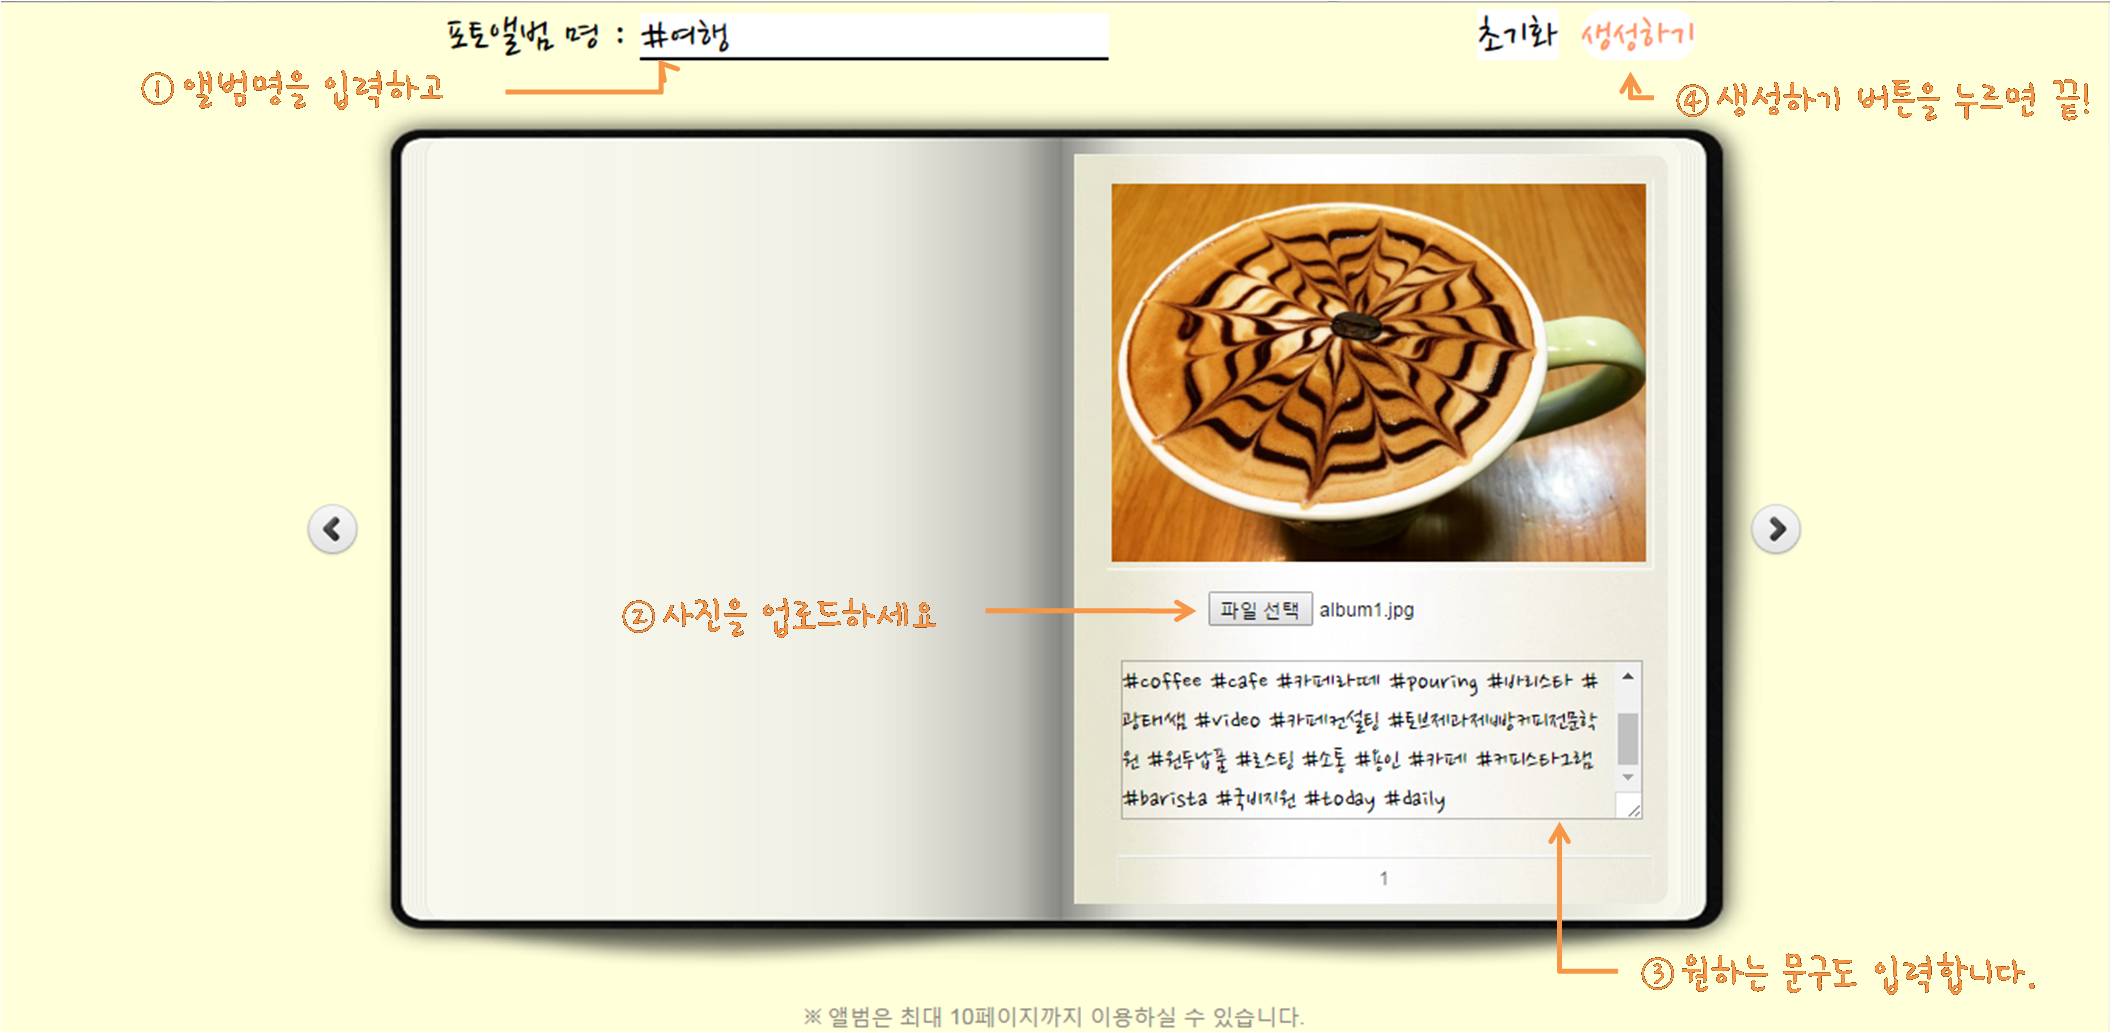 포토앨범 명 : #여행
초기화 생성하기
① 앨범명을 입력하고
④ 생성하기 버튼을 누르면 끝!
② 사진을 업로드하세요
파일 선택 album1.jpg
#coffee #cafe #카페라떼 #pouring #바리스타 #
광태쌤 #video #카페컨설팅 #토브제과제빵커피전문학
원 #원두납품 #로스팅 #소통 #용인 #카페 #커피스타그램
#barista #국비지원 #today #daily
1
③ 원하는 문구도 입력합니다.
※ 앨범은 최대 10페이지까지 이용하실 수 있습니다.